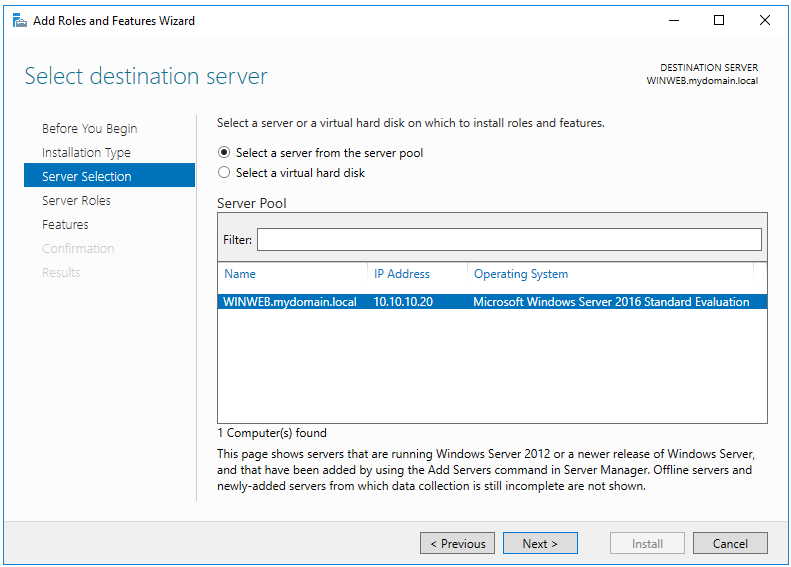 Add Roles and Features Wizard
Select destination server
DESTINATION SERVER
WINWEB.mydomain.local
Before You Begin
Installation Type
Server Selection
Server Roles
Features
Confirmation
Results
Select a server or a virtual hard disk on which to install roles and features.
Select a server from the server pool
Select a virtual hard disk
Server Pool
Filter:
Name IP Address Operating System
WINWEB.mydomain.local 10.10.10.20 Microsoft Windows Server 2016 Standard Evaluation
1 Computer(s) found
This page shows servers that are running Windows Server 2012 or a newer release of Windows Server,
and that have been added by using the Add Servers command in Server Manager. Offline servers and
newly-added servers from which data collection is still incomplete are not shown.
< Previous Next > Install Cancel